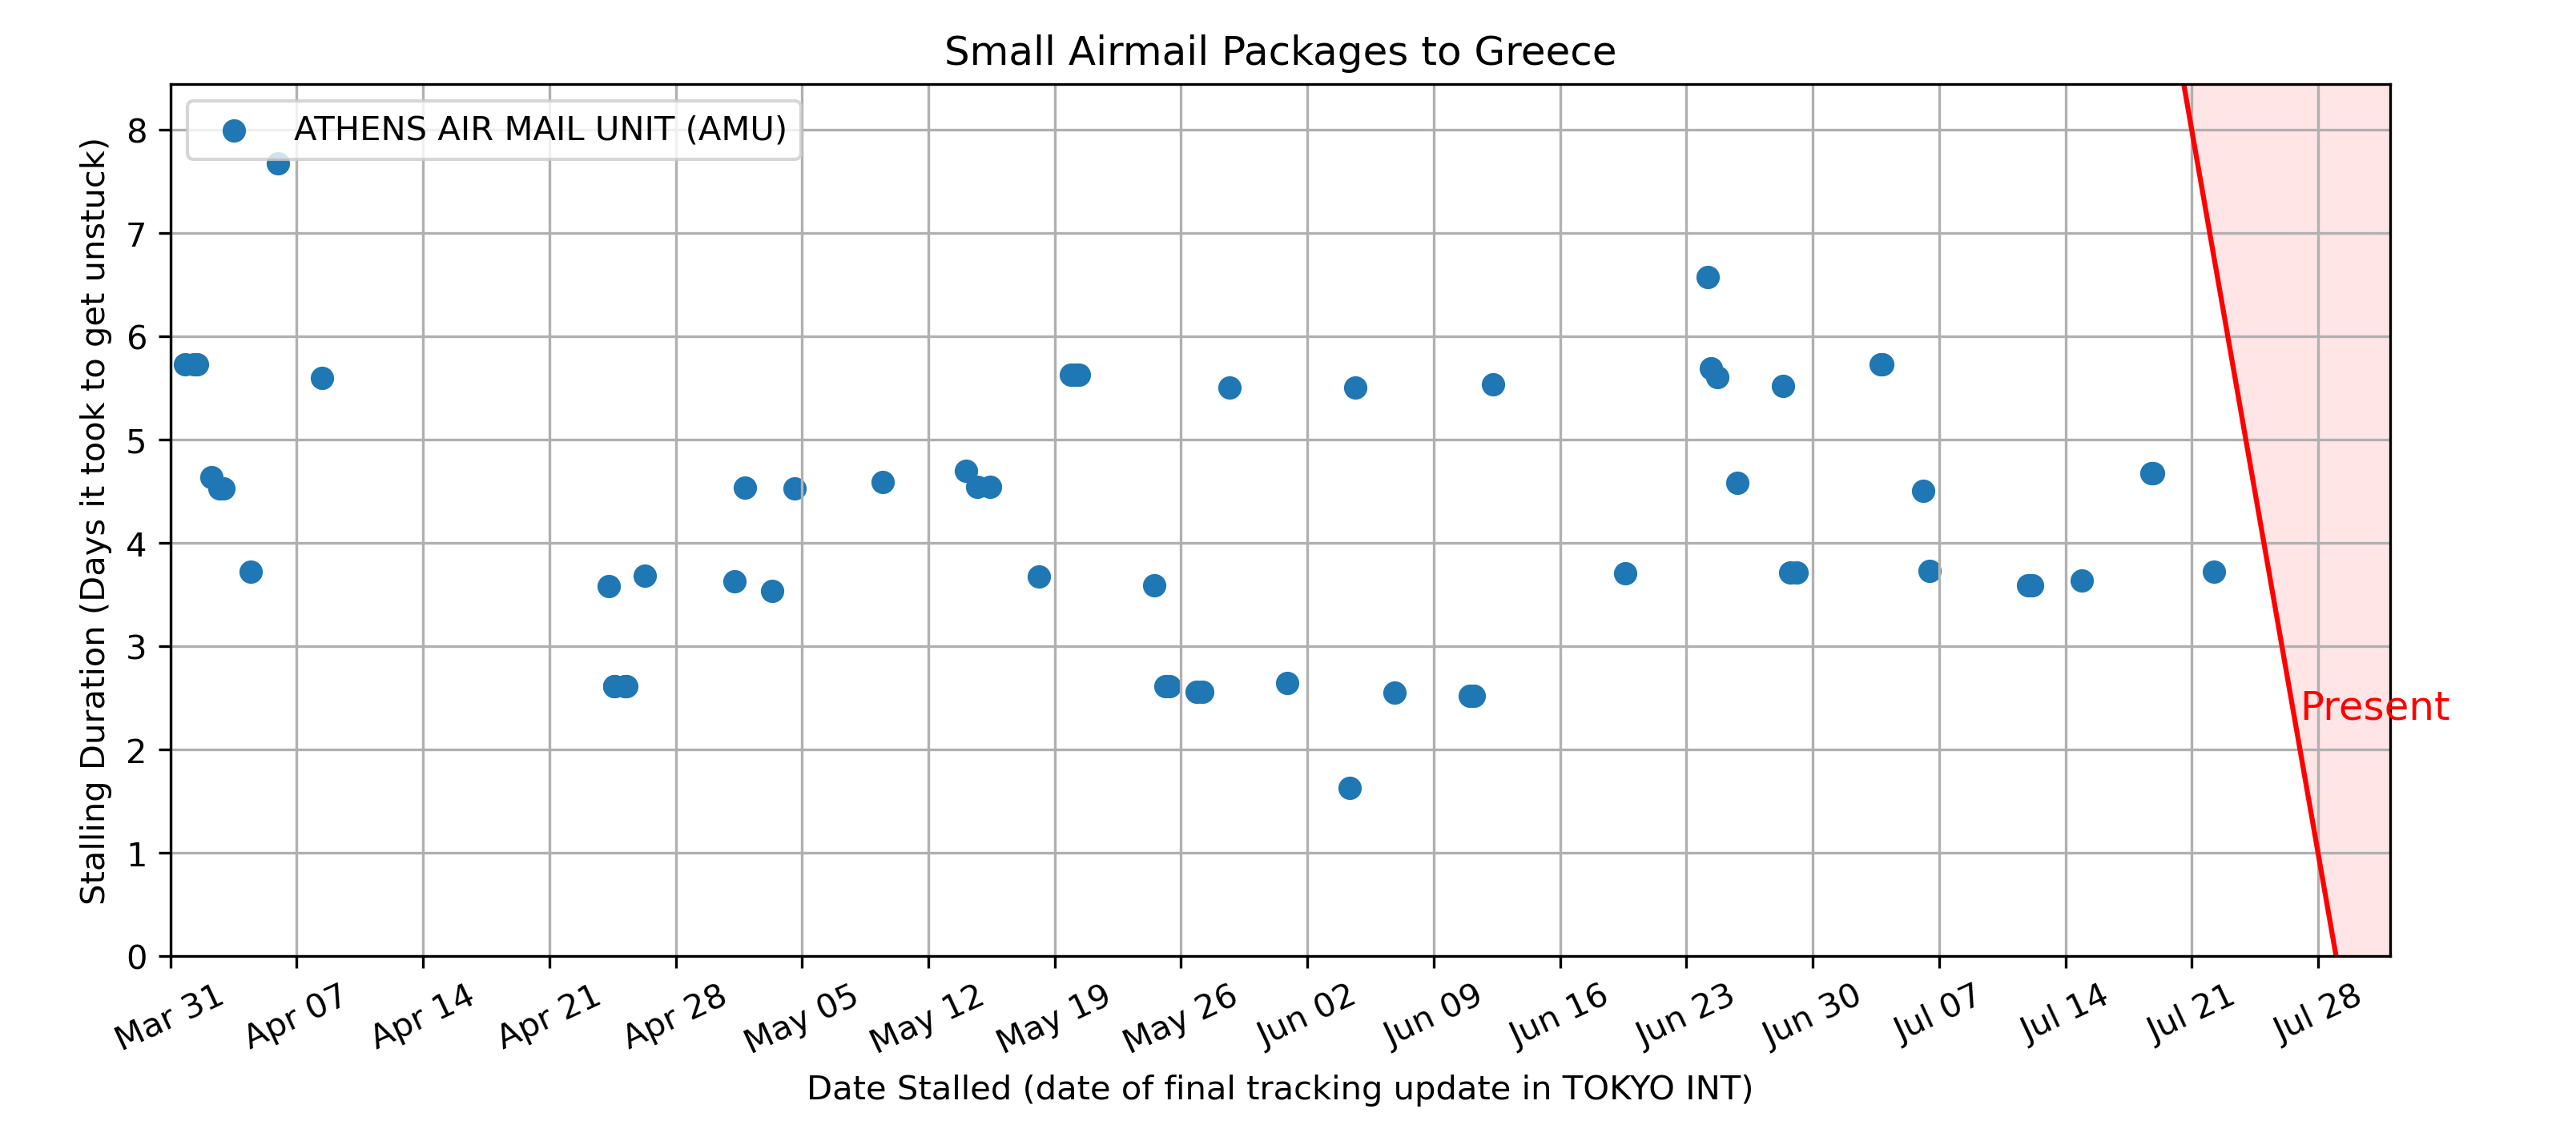 Small Airmail Packages to Greece
ATHENS AIR MAIL UNIT (AMU)
Stalling Duration (Days it took to get unstuck)
8
7
6
5
4
3
2
1
0
Present
Mar 31
Apr 07
Apr 14
Apr 21
Apr 28
May 05
May 12
May 19
May 26
Jun 02
Jun 09
Jun 16
Jun 23
Jun 30
Jul 07
Jul 14
Jul 21
Jul 28
Date Stalled (date of final tracking update in TOKYO INT)